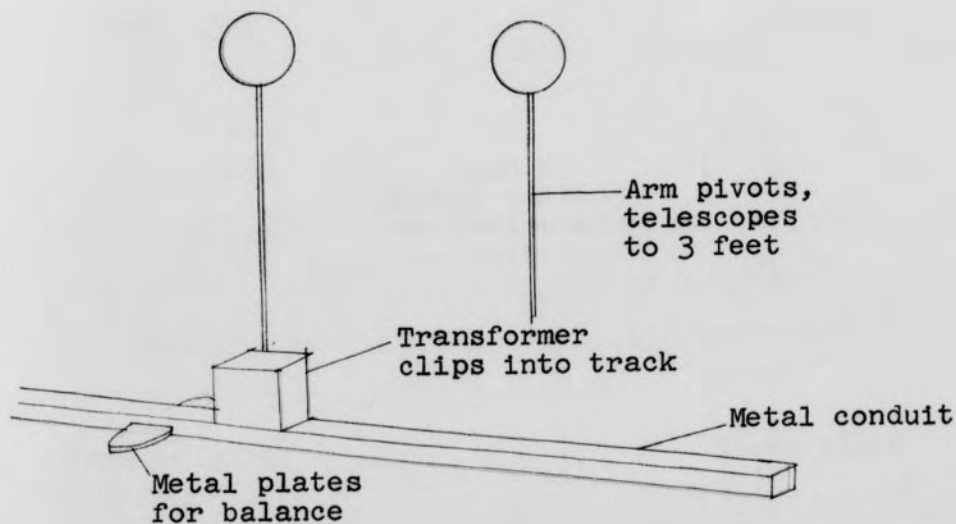 Arm pivots,
telescopes
to 3 feet
Transformer
clips into track
Metal conduit
Metal plates
for balance